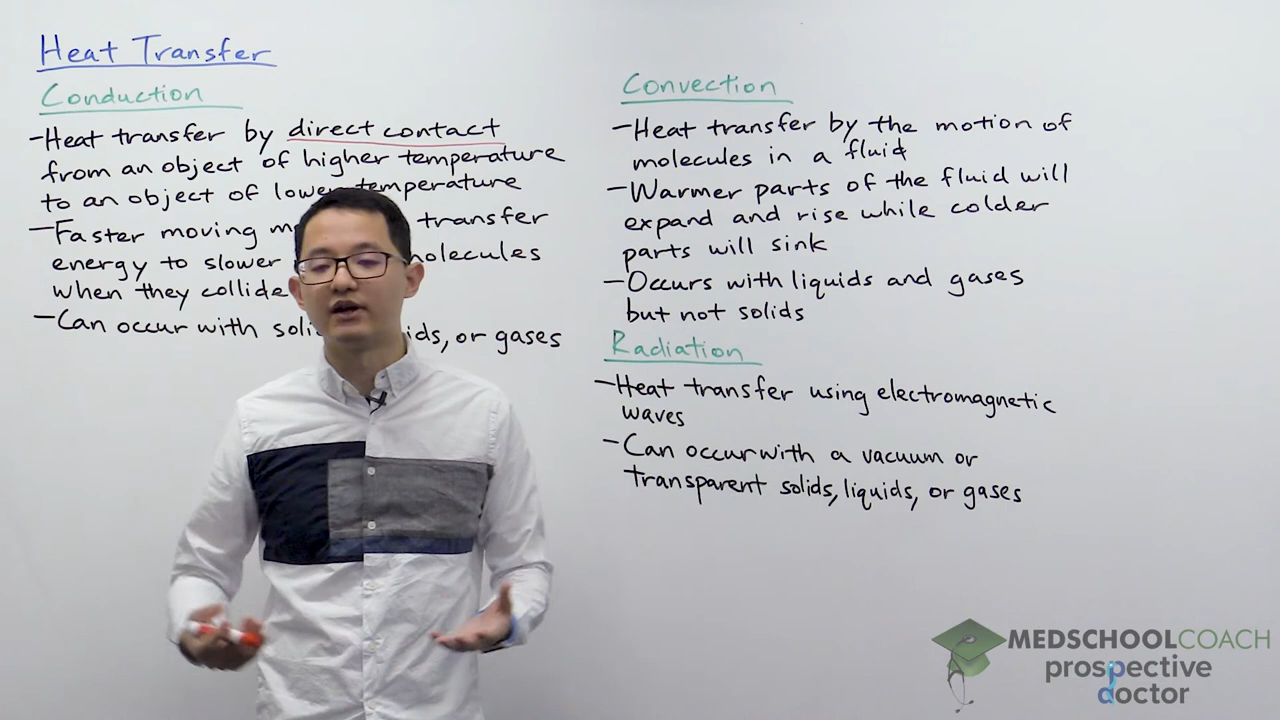 Heat Transfer
Conduction
-Heat transfer by direct contact
from an object of higher temperature
to an object of lower temperature
-Faster moving m transfer
energy to slower molecules
when they collide
-Can occur with soli ids, or gases
Convection
-Heat transfer by the motion of
molecules in a fluid
-Warmer parts of the fluid will
expand and rise while colder
parts will sink
-Occurs with liquids and gases
but not solids
Radiation
-Heat transfer using electromagnetic
waves
-Can occur with a vacuum or
transparent solids, liquids, or gases
MEDSCHOOLCOACH
prospective
doctor